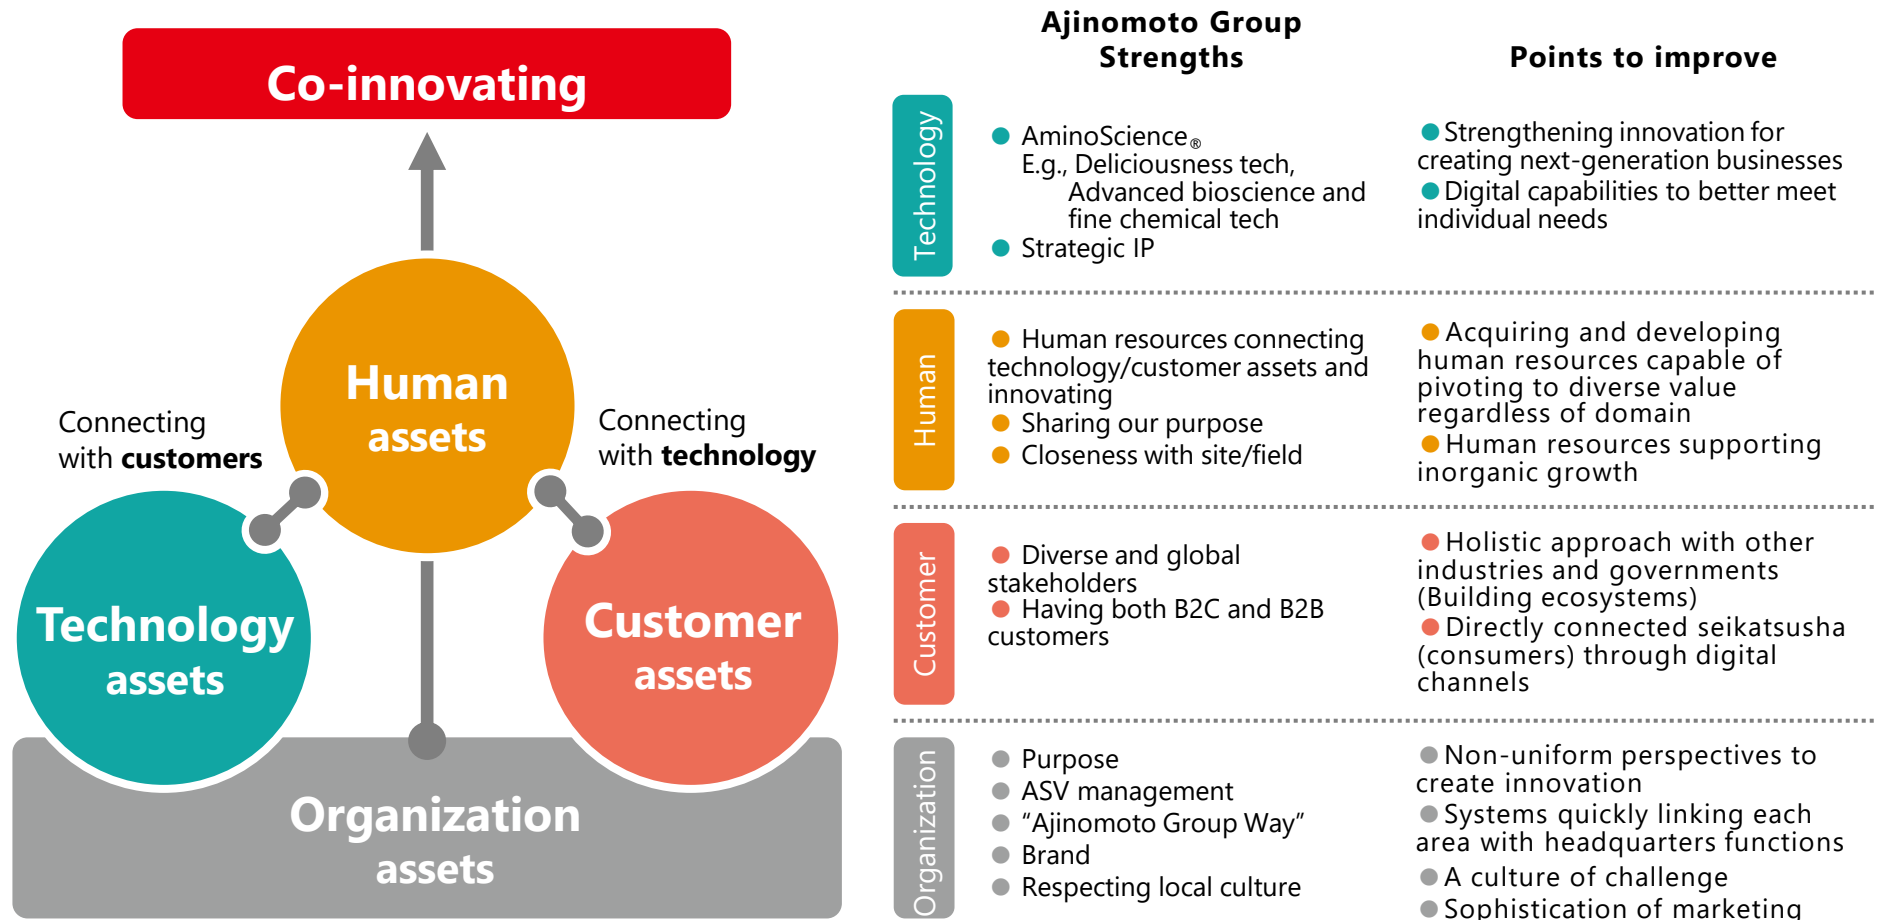 Co-innovating
Human
assets
Connecting
with customers
Connecting
with technology
Technology
assets
Customer
assets
Organization
assets
Ajinomoto Group
Strengths
Points to improve
Technology
● AminoScience®
E.g., Deliciousness tech,
Advanced bioscience and
fine chemical tech
● Strategic IP
● Strengthening innovation for
creating next-generation businesses
● Digital capabilities to better meet
individual needs
Human
● Human resources connecting
technology/customer assets and
innovating
● Sharing our purpose
● Closeness with site/field
● Acquiring and developing
human resources capable of
pivoting to diverse value
regardless of domain
● Human resources supporting
inorganic growth
Customer
● Diverse and global
stakeholders
● Having both B2C and B2B
customers
● Holistic approach with other
industries and governments
(Building ecosystems)
● Directly connected seikatsusha
(consumers) through digital
channels
Organization
● Purpose
● ASV management
● “Ajinomoto Group Way”
● Brand
● Respecting local culture
● Non-uniform perspectives to
create innovation
● Systems quickly linking each
area with headquarters functions
● A culture of challenge
● Sophistication of marketing